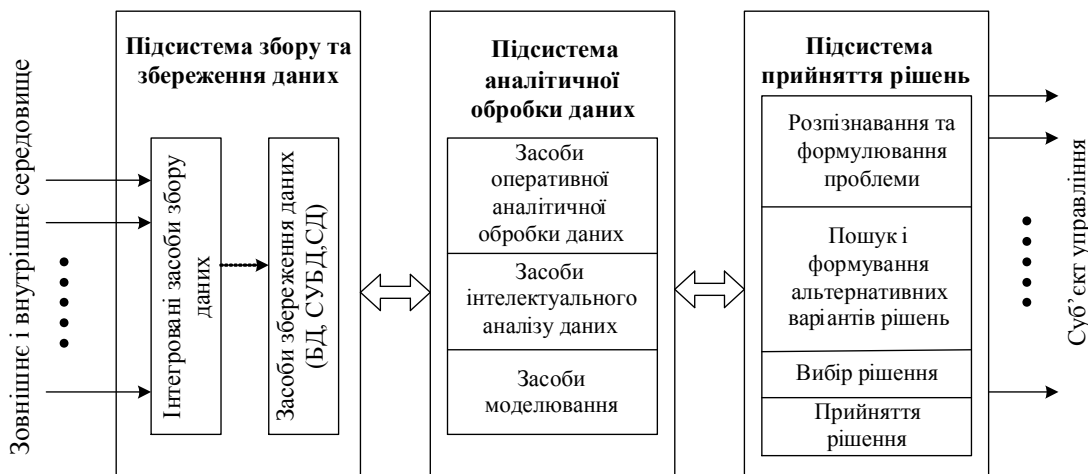 Зовнішнє і внутрішнє середовище
Підсистема збору та
збереження даних
Інтегровані засоби збору
даних
Засоби збереження даних
(БД, СУБД,СД)
Підсистема
аналітичної
обробки даних
Засоби
оперативної
аналітичної
обробки даних
Засоби
інтелектуального
аналізу даних
Засоби
моделювання
Підсистема
прийняття рішень
Розпізнавання та
формулювання
проблеми
Пошук і
формування
альтернативних
варіантів рішень
Вибір рішення
Прийняття
рішення
Суб’єкт управління